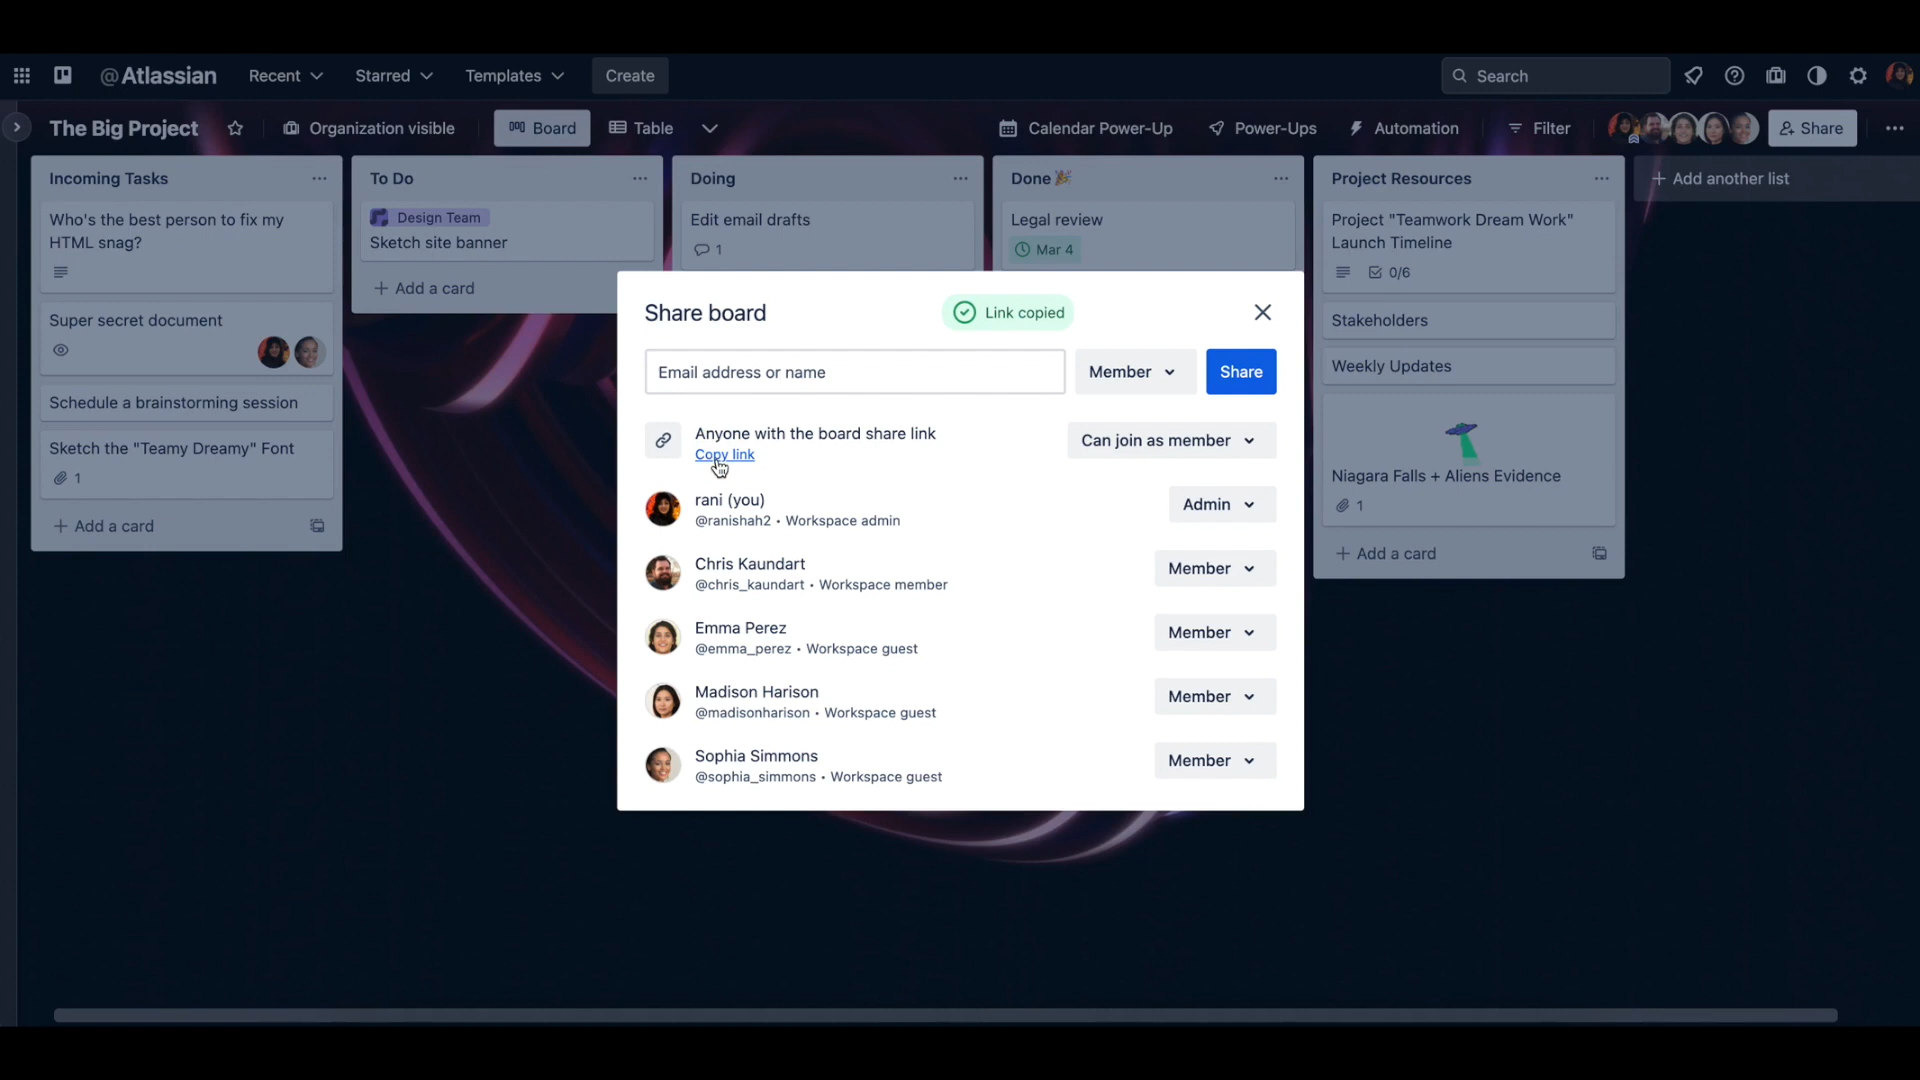 @Atlassian Recent Starred Templates Create Search
The Big Project Organization visible Board Table Calendar Power-Up Power-Ups Automation Filter Share
Incoming Tasks
Who's the best person to fix my
HTML snag?
Super secret document
Schedule a brainstorming session
Sketch the "Teamy Dreamy" Font
1
+ Add a card
To Do
Design Team
Sketch site banner
+ Add a card
Doing
Edit email drafts
1
Done 🎉
Legal review
Mar 4
Project Resources
Project "Teamwork Dream Work"
Launch Timeline
0/6
Stakeholders
Weekly Updates
Niagara Falls + Aliens Evidence
1
+ Add a card
+ Add another list
Share board
Link copied
Email address or name Member Share
Anyone with the board share link
Copy link
Can join as member
rani (you)
@ranishah2 • Workspace admin
Admin
Chris Kaundart
@chris_kaundart • Workspace member
Member
Emma Perez
@emma_perez • Workspace guest
Member
Madison Harison
@madisonharison • Workspace guest
Member
Sophia Simmons
@sophia_simmons • Workspace guest
Member